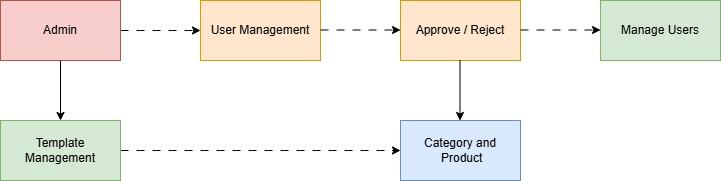 Admin
User Management
Approve / Reject
Manage Users
Template
Management
Category and
Product